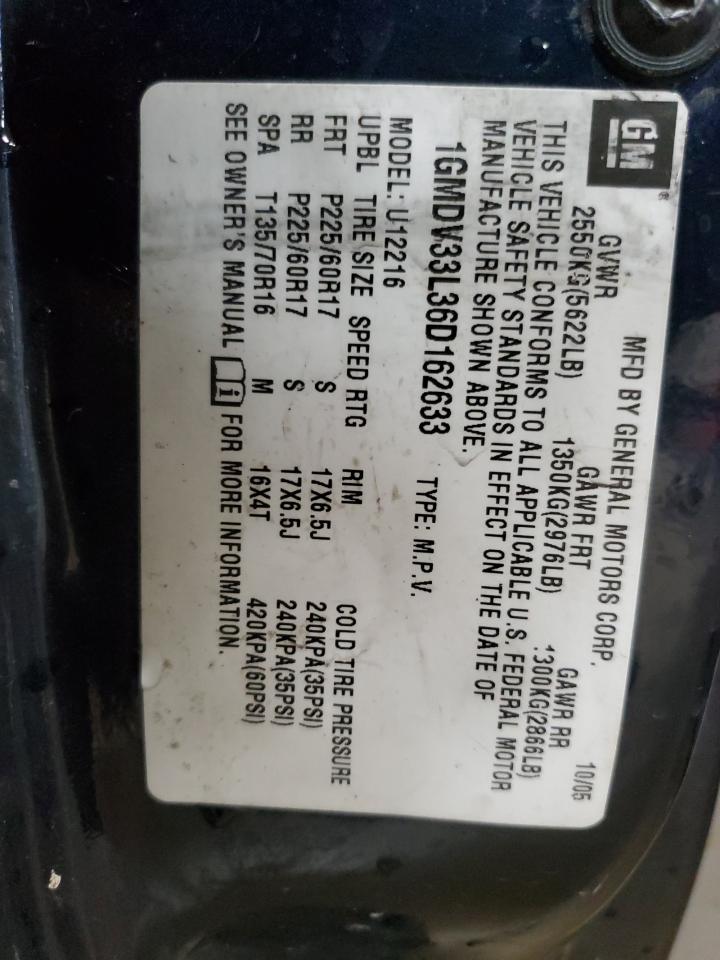 GM
MFD BY GENERAL MOTORS CORP. 10/05
GVWR GAWR FRT GAWR RR
2550KG(5622LB) 1350KG(2976LB) 1300KG(2866LB)
THIS VEHICLE CONFORMS TO ALL APPLICABLE U.S. FEDERAL MOTOR
VEHICLE SAFETY STANDARDS IN EFFECT ON THE DATE OF
MANUFACTURE SHOWN ABOVE.
1GMDV33L36D162633 TYPE: M.P.V.
MODEL: U12216
UPBL TIRE SIZE SPEED RTG RIM COLD TIRE PRESSURE
FRT P225/60R17 S 17X6.5J 240KPA(35PSI)
RR P225/60R17 S 17X6.5J 240KPA(35PSI)
SPA T135/70R16 M 16X4T 420KPA(60PSI)
SEE OWNER'S MANUAL FOR MORE INFORMATION.